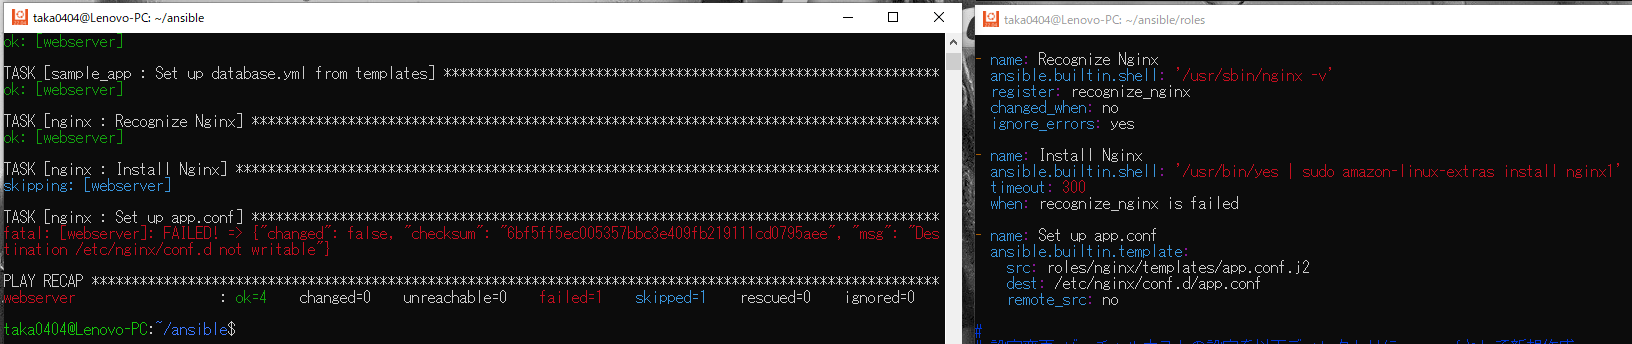 taka0404@Lenovo-PC: ~/ansible
ok: [webserver]
TASK [sample_app : Set up database.yml from templates] *************************************************************
ok: [webserver]
TASK [nginx : Recognize Nginx] *************************************************************************************
ok: [webserver]
TASK [nginx : Install Nginx] ***************************************************************************************
skipping: [webserver]
TASK [nginx : Set up app.conf] *************************************************************************************
fatal: [webserver]: FAILED! => {"changed": false, "checksum": "6bf5ff5ec005357bbc3e409fb219111cd0795aee", "msg": "Des
tination /etc/nginx/conf.d not writable"}
PLAY RECAP *********************************************************************************************************
webserver : ok=4 changed=0 unreachable=0 failed=1 skipped=1 rescued=0 ignored=0
taka0404@Lenovo-PC:~/ansible$
taka0404@Lenovo-PC: ~/ansible/roles
- name: Recognize Nginx
ansible.builtin.shell: '/usr/sbin/nginx -v'
register: recognize_nginx
changed_when: no
ignore_errors: yes
- name: Install Nginx
ansible.builtin.shell: '/usr/bin/yes | sudo amazon-linux-extras install nginx1'
timeout: 300
when: recognize_nginx is failed
- name: Set up app.conf
ansible.builtin.template:
src: roles/nginx/templates/app.conf.j2
dest: /etc/nginx/conf.d/app.conf
remote_src: no
#